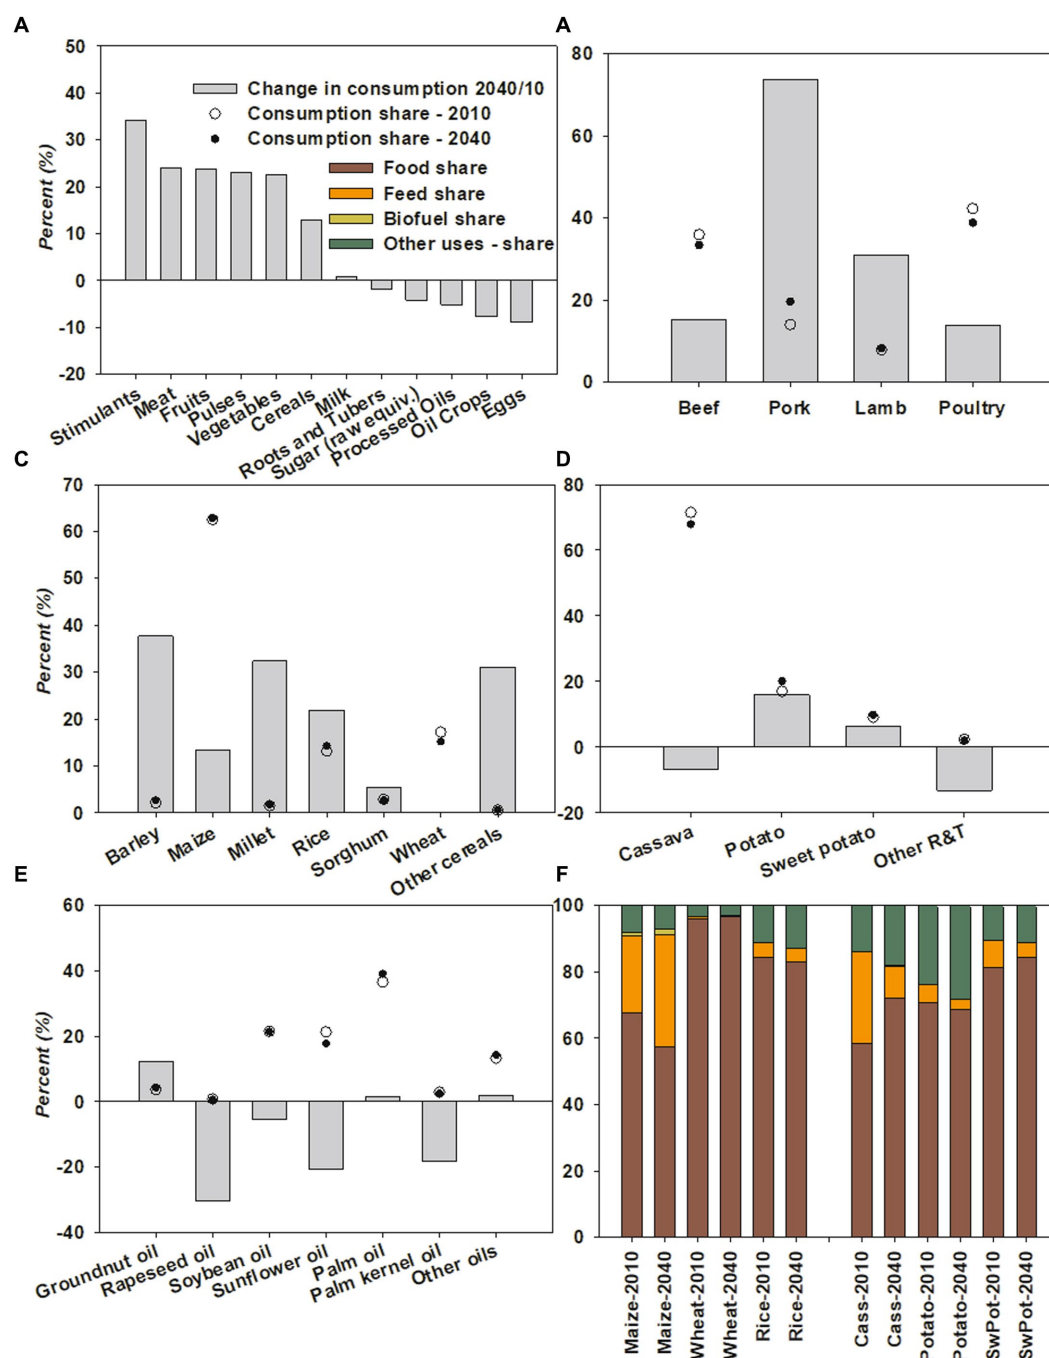 A
50
40
30
20
10
0
-10
-20
Percent (%)
Change in consumption 2040/10
Consumption share - 2010
Consumption share - 2040
Food share
Feed share
Biofuel share
Other uses - share
Stimulants
Meat
Fruits
Pulses
Vegetables
Cereals
Milk
Roots and Tubers
Sugar (raw equiv.)
Processed Oils
Oil Crops
Eggs
A
80
60
40
20
0
Beef
Pork
Lamb
Poultry
C
70
60
50
40
30
20
10
0
Percent (%)
Barley
Maize
Millet
Rice
Sorghum
Wheat
Other cereals
D
80
60
40
20
0
-20
Cassava
Potato
Sweet potato
Other R&T
E
60
40
20
0
-20
-40
Percent (%)
Groundnut oil
Rapeseed oil
Soybean oil
Sunflower oil
Palm oil
Palm kernel oil
Other oils
F
100
80
60
40
20
0
Maize-2010
Maize-2040
Wheat-2010
Wheat-2040
Rice-2010
Rice-2040
Cass-2010
Cass-2040
Potato-2010
Potato-2040
SwPot-2010
SwPot-2040